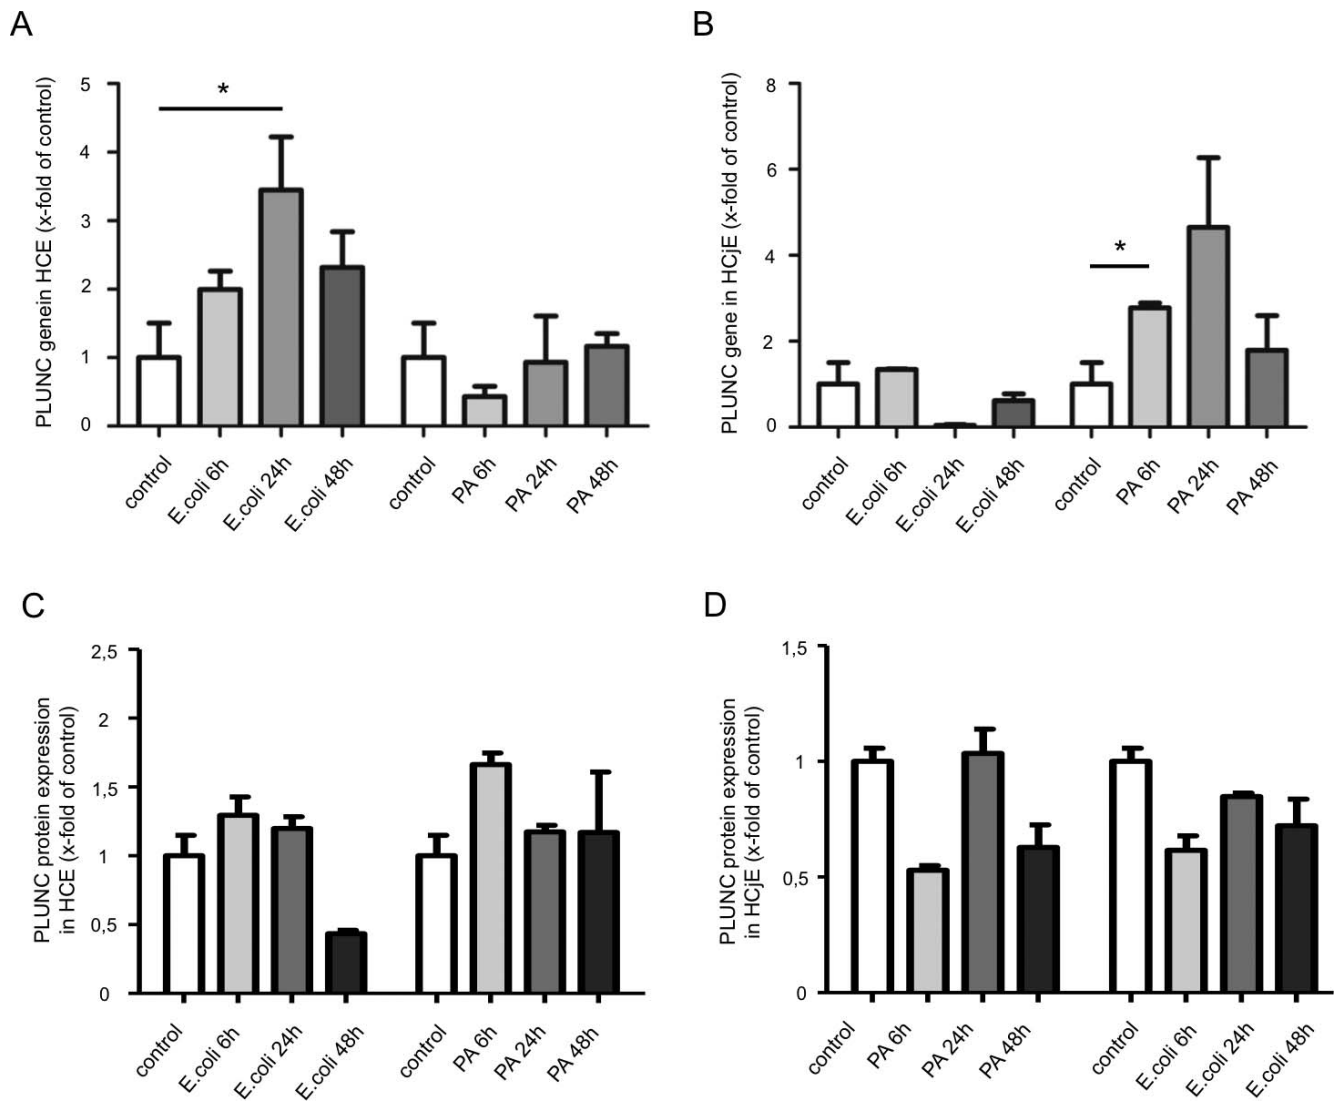 A
PLUNC genein HCE (x-fold of control)
5
4
3
2
1
0
*
control
E.coli 6h
E.coli 24h
E.coli 48h
control
PA 6h
PA 24h
PA 48h
B
PLUNC gene in HCjE (x-fold of control)
8
6
4
2
0
*
control
E.coli 6h
E.coli 24h
E.coli 48h
control
PA 6h
PA 24h
PA 48h
C
PLUNC protein expression
in HCE (x-fold of control)
2,5
2
1.5
1
0.5
0
control
E.coli 6h
E.coli 24h
E.coli 48h
control
PA 6h
PA 24h
PA 48h
D
PLUNC protein expression
in HCjE (x-fold of control)
1,5
1
0,5
0
control
PA 6h
PA 24h
PA 48h
control
E.coli 6h
E.coli 24h
E.coli 48h